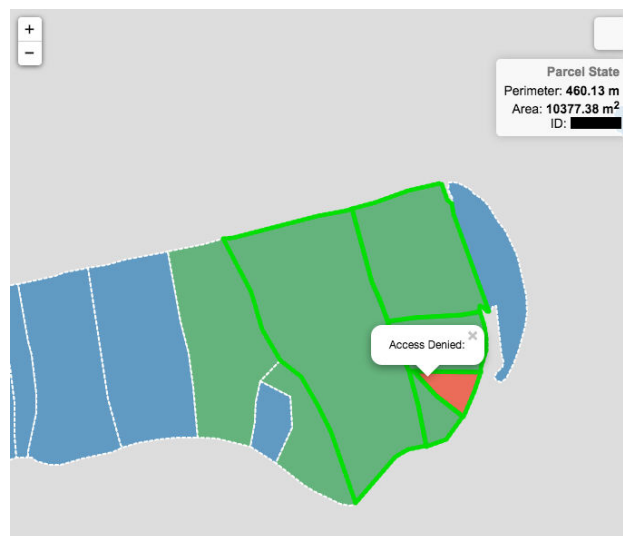 +
−
Parcel State
Perimeter: 460.13 m
Area: 10377.38 m²
ID:
Access Denied:
×